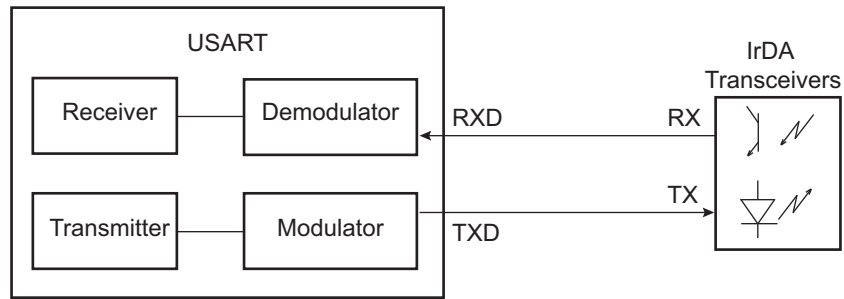 USART
IrDA
Transceivers
Receiver
Demodulator
RXD
RX
Transmitter
Modulator
TXD
TX